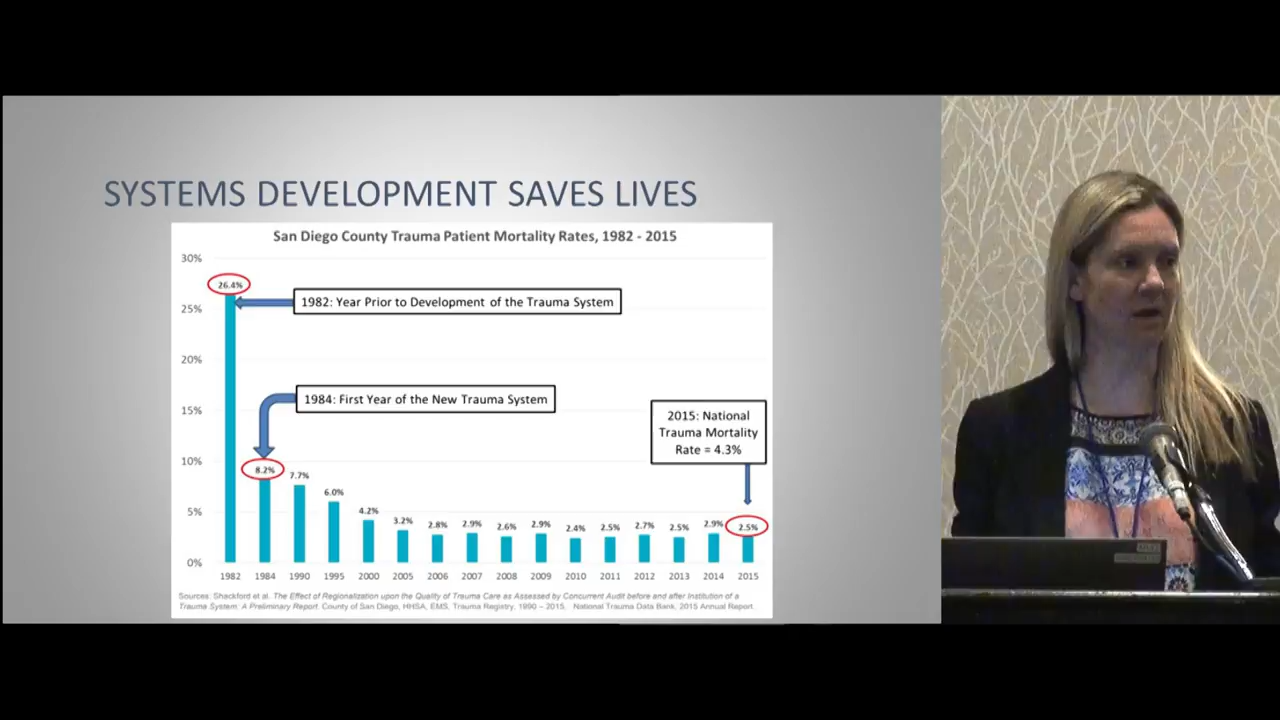 SYSTEMS DEVELOPMENT SAVES LIVES
San Diego County Trauma Patient Mortality Rates, 1982 - 2015
30%
25%
20%
15%
10%
5%
0%
26.4%
8.2%
7.7%
6.0%
4.2%
3.2%
2.8%
2.9%
2.6%
2.9%
2.4%
2.5%
2.7%
2.5%
2.9%
2.5%
1982: Year Prior to Development of the Trauma System
1984: First Year of the New Trauma System
2015: National
Trauma Mortality
Rate = 4.3%
1982 1984 1990 1995 2000 2005 2006 2007 2008 2009 2010 2011 2012 2013 2014 2015
Sources: Shackford et al. The Effect of Regionalization upon the Quality of Trauma Care as Assessed by Concurrent Audit before and after Institution of a
Trauma System: A Preliminary Report. County of San Diego, HHSA, EMS, Trauma Registry, 1990 – 2015. National Trauma Data Bank, 2015 Annual Report.